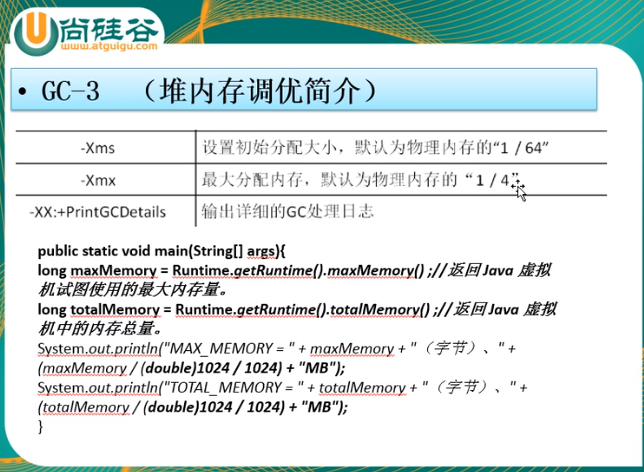 尚硅谷
www.atguigu.com
• GC-3 （堆内存调优简介）
-Xms 设置初始分配大小，默认为物理内存的“1 / 64”
-Xmx 最大分配内存，默认为物理内存的“1 / 4”
-XX:+PrintGCDetails 输出详细的GC处理日志
public static void main(String[] args){
long maxMemory = Runtime.getRuntime().maxMemory() ;//返回 Java 虚拟
机试图使用的最大内存量。
long totalMemory = Runtime.getRuntime().totalMemory() ;//返回 Java 虚拟
机中的内存总量。
System.out.println("MAX_MEMORY = " + maxMemory + "（字节）、" +
(maxMemory / (double)1024 / 1024) + "MB");
System.out.println("TOTAL_MEMORY = " + totalMemory + "（字节）、" +
(totalMemory / (double)1024 / 1024) + "MB");
}